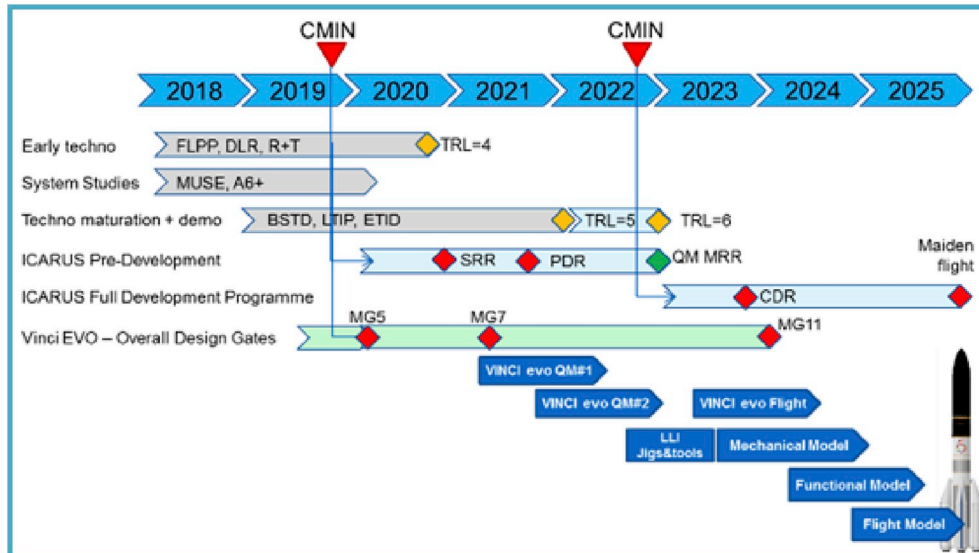 CMIN CMIN
2018 2019 2020 2021 2022 2023 2024 2025
Early techno FLPP, DLR, R+T TRL=4
System Studies MUSE, A6+
Techno maturation + demo BSTD, LTIP, ETID TRL=5 TRL=6
ICARUS Pre-Development SRR PDR QM MRR
Maiden
flight
ICARUS Full Development Programme CDR
MG5 MG7 MG11
Vinci EVO – Overall Design Gates
VINCI evo QM#1
VINCI evo QM#2 VINCI evo Flight
LLI
Jigs&tools
Mechanical Model
Functional Model
Flight Model